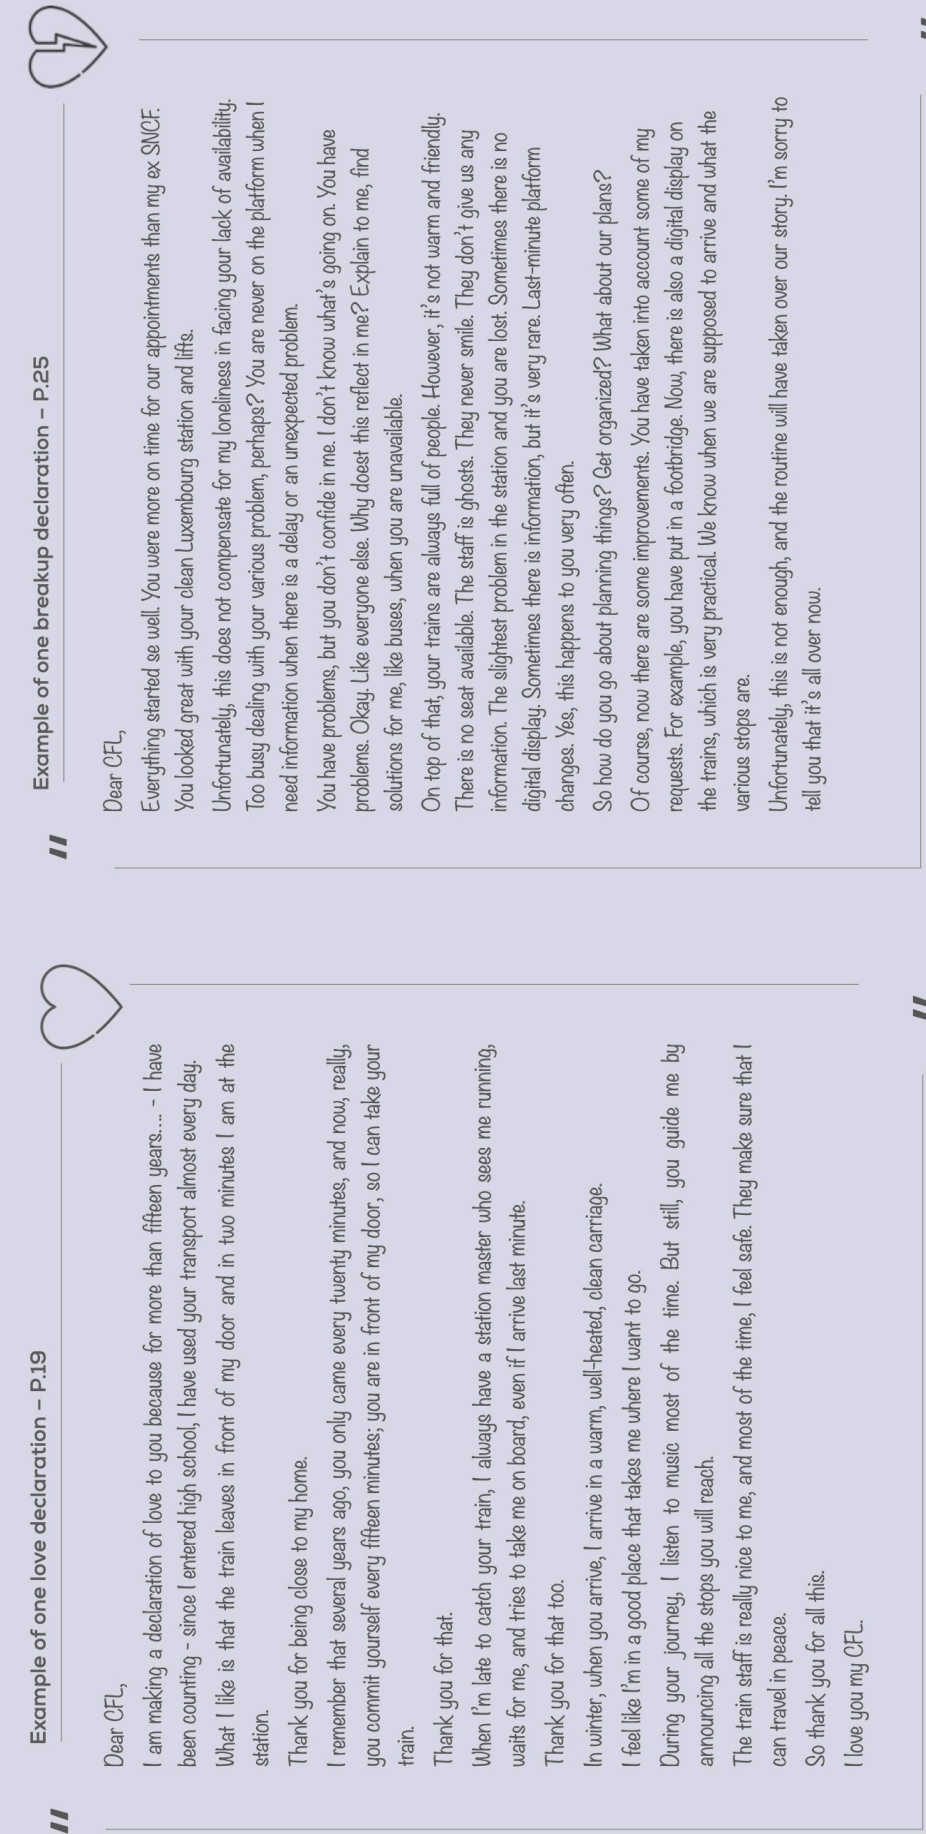 Example of one love declaration – P.19
"
Dear CFL,
I am making a declaration of love to you because for more than fifteen years.... - I have
been counting - since I entered high school, I have used your transport almost every day.
What I like is that the train leaves in front of my door and in two minutes I am at the
station.
Thank you for being close to my home.
I remember that several years ago, you only came every twenty minutes, and now, really,
you commit yourself every fifteen minutes; you are in front of my door, so I can take your
train.
Thank you for that.
When I'm late to catch your train, I always have a station master who sees me running,
waits for me, and tries to take me on board, even if I arrive last minute.
Thank you for that too.
In winter, when you arrive, I arrive in a warm, well-heated, clean carriage.
I feel like I'm in a good place that takes me where I want to go.
During your journey, I listen to music most of the time. But still, you guide me by
announcing all the stops you will reach.
The train staff is really nice to me, and most of the time, I feel safe. They make sure that I
can travel in peace.
So thank you for all this.
I love you my CFL.
"
Example of one breakup declaration – P.25
"
Dear CFL,
Everything started se well. You were more on time for our appointments than my ex SNCF.
You looked great with your clean Luxembourg station and lifts.
Unfortunately, this does not compensate for my loneliness in facing your lack of availability.
Too busy dealing with your various problem, perhaps? You are never on the platform when I
need information when there is a delay or an unexpected problem.
You have problems, but you don't confide in me. I don't know what's going on. You have
problems. Okay. Like everyone else. Why doest this reflect in me? Explain to me, find
solutions for me, like buses, when you are unavailable.
On top of that, your trains are always full of people. However, it's not warm and friendly.
There is no seat available. The staff is ghosts. They never smile. They don't give us any
information. The slightest problem in the station and you are lost. Sometimes there is no
digital display. Sometimes there is information, but it's very rare. Last-minute platform
changes. Yes, this happens to you very often.
So how do you go about planning things? Get organized? What about our plans?
Of course, now there are some improvements. You have taken into account some of my
requests. For example, you have put in a footbridge. Now, there is also a digital display on
the trains, which is very practical. We know when we are supposed to arrive and what the
various stops are.
Unfortunately, this is not enough, and the routine will have taken over our story. I'm sorry to
tell you that it's all over now.
"